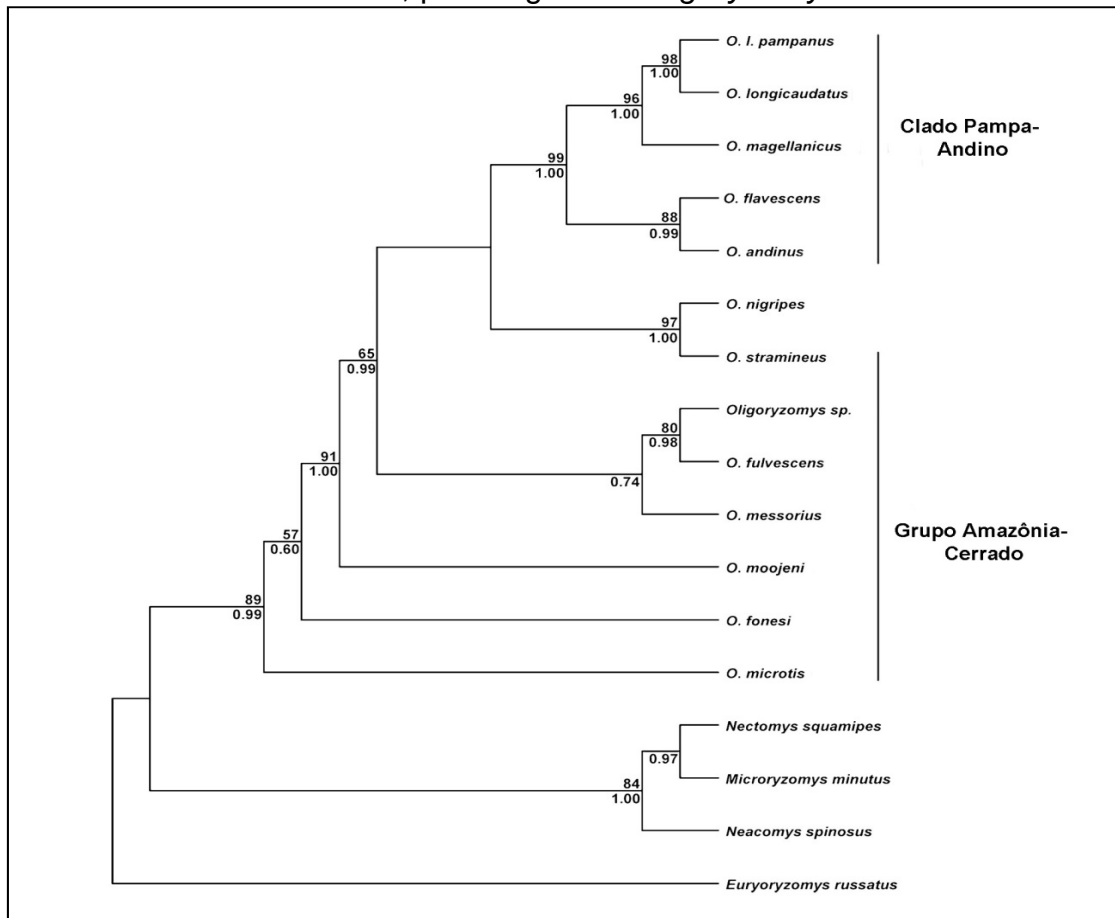 O. l. pampanus
98
1.00
O. longicaudatus
96
1.00
O. magellanicus
Clado Pampa-
Andino
99
1.00
O. flavescens
88
0.99
O. andinus
O. nigripes
97
1.00
O. stramineus
65
0.99
Oligoryzomys sp.
80
0.98
O. fulvescens
91
1.00
0.74
O. messorius
Grupo Amazônia-
Cerrado
57
0.60
O. moojeni
89
0.99
O. fonesi
O. microtis
Nectomys squamipes
0.97
Microryzomys minutus
84
1.00
Neacomys spinosus
Euryoryzomys russatus